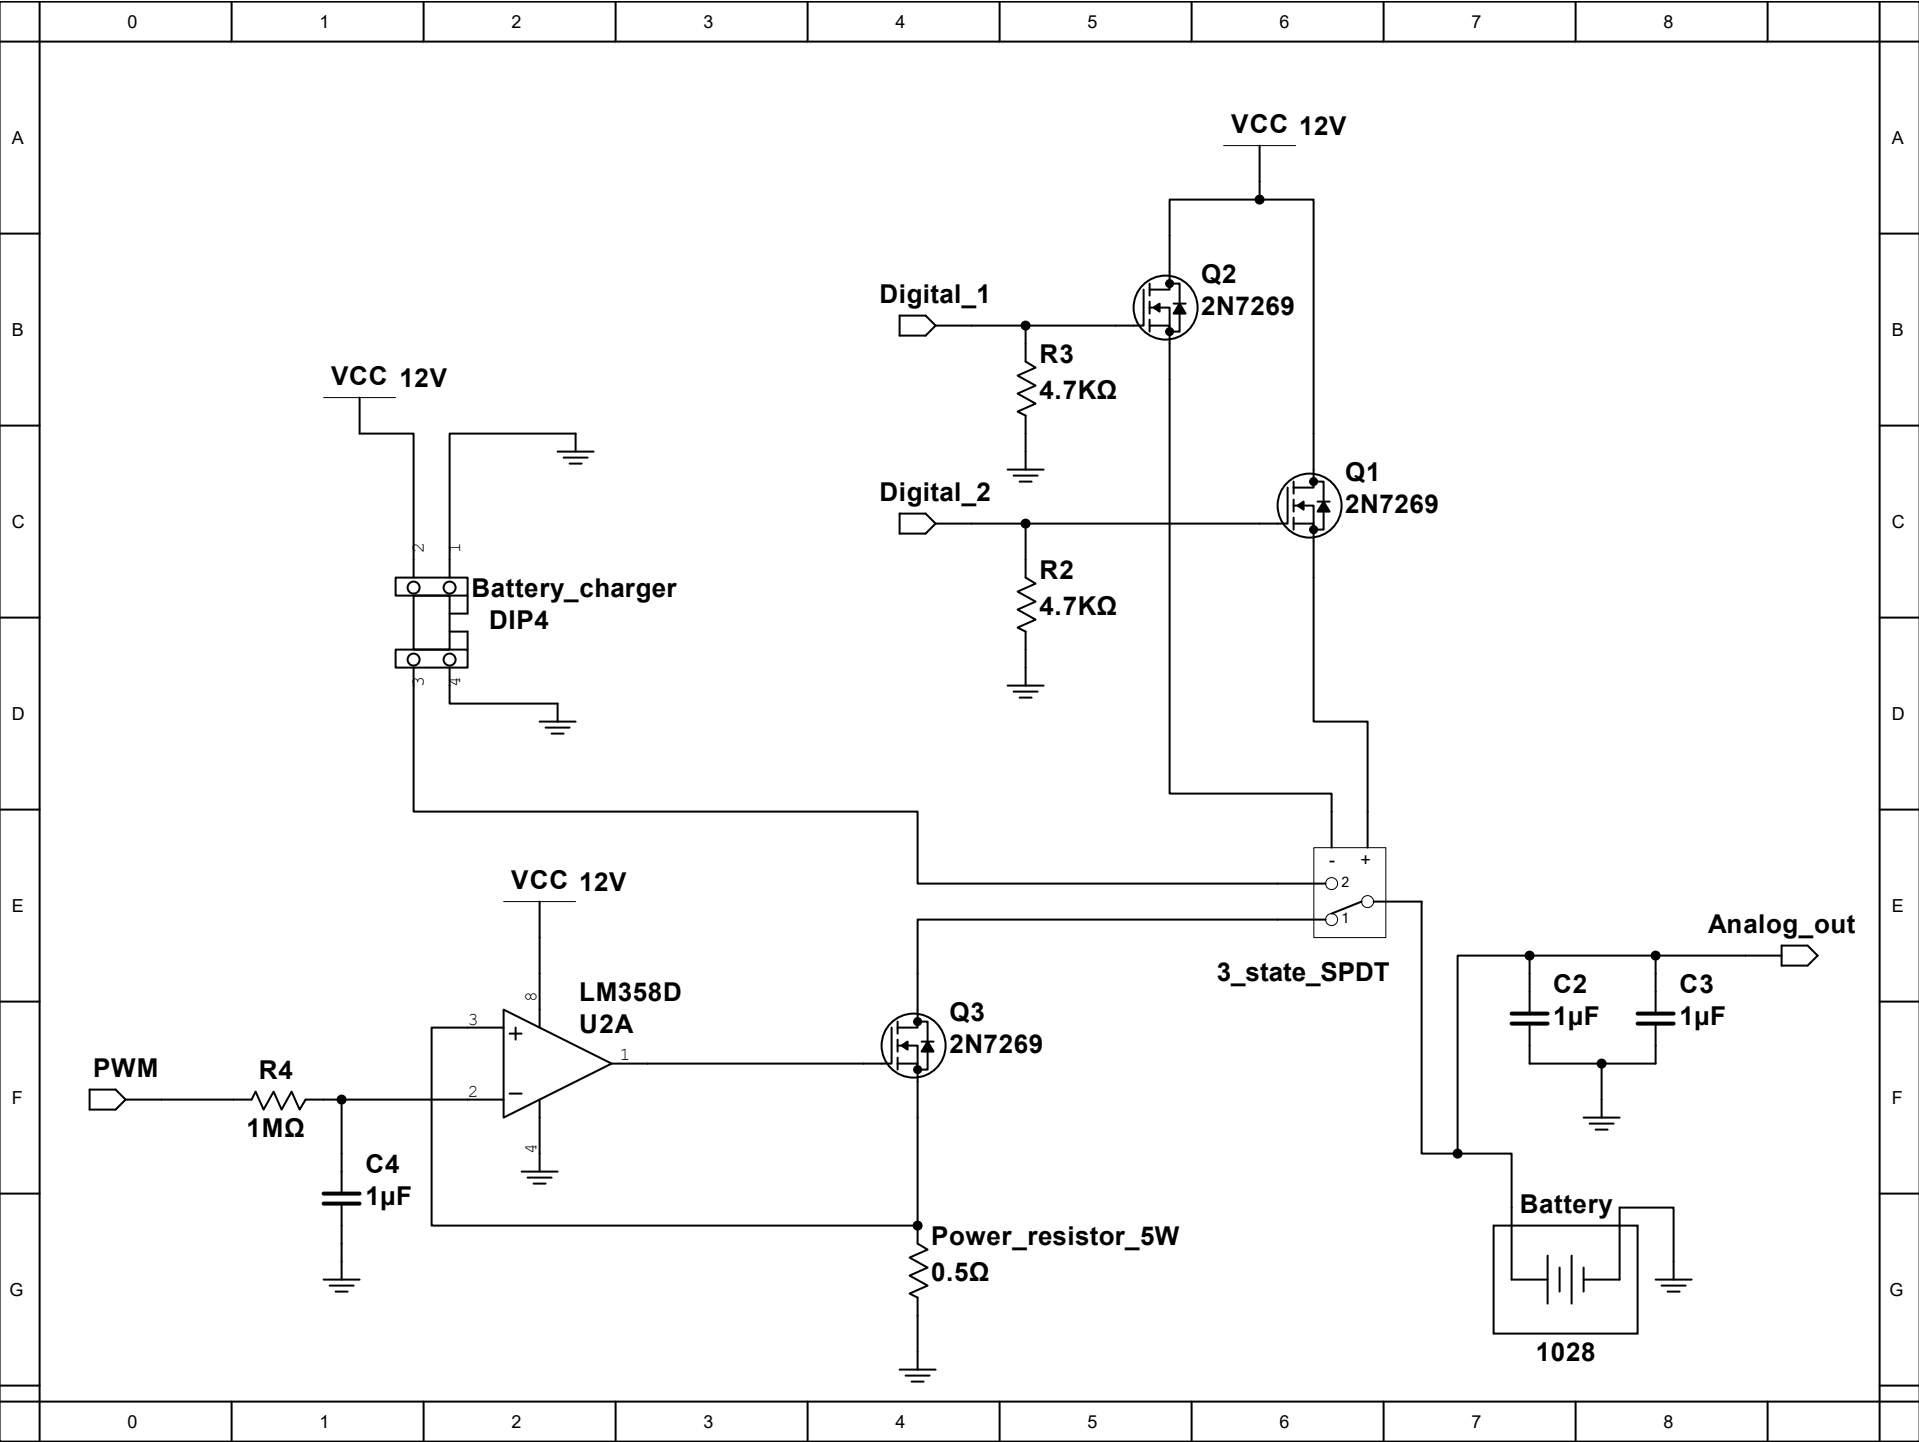 0 1 2 3 4 5 6 7 8
A A
VCC 12V
B B
Q2
2N7269
Digital_1
R3
4.7KΩ
VCC 12V
C C
Q1
2N7269
Digital_2
2 1
R2
4.7KΩ
Battery_charger
DIP4
3 4
D D
E E
- +
2
1
VCC 12V
3_state_SPDT
Analog_out
C2
1µF
C3
1µF
8
LM358D
U2A
Q3
2N7269
3
+
1
2
−
4
F F
PWM
R4
1MΩ
C4
1µF
G G
Power_resistor_5W
0.5Ω
Battery
1028
0 1 2 3 4 5 6 7 8